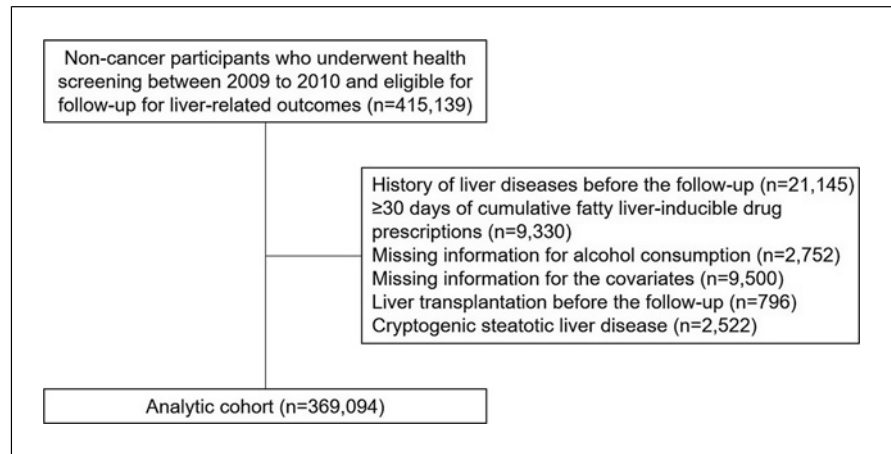 Non-cancer participants who underwent health
screening between 2009 to 2010 and eligible for
follow-up for liver-related outcomes (n=415,139)
History of liver diseases before the follow-up (n=21,145)
≥30 days of cumulative fatty liver-inducible drug
prescriptions (n=9,330)
Missing information for alcohol consumption (n=2,752)
Missing information for the covariates (n=9,500)
Liver transplantation before the follow-up (n=796)
Cryptogenic steatotic liver disease (n=2,522)
Analytic cohort (n=369,094)